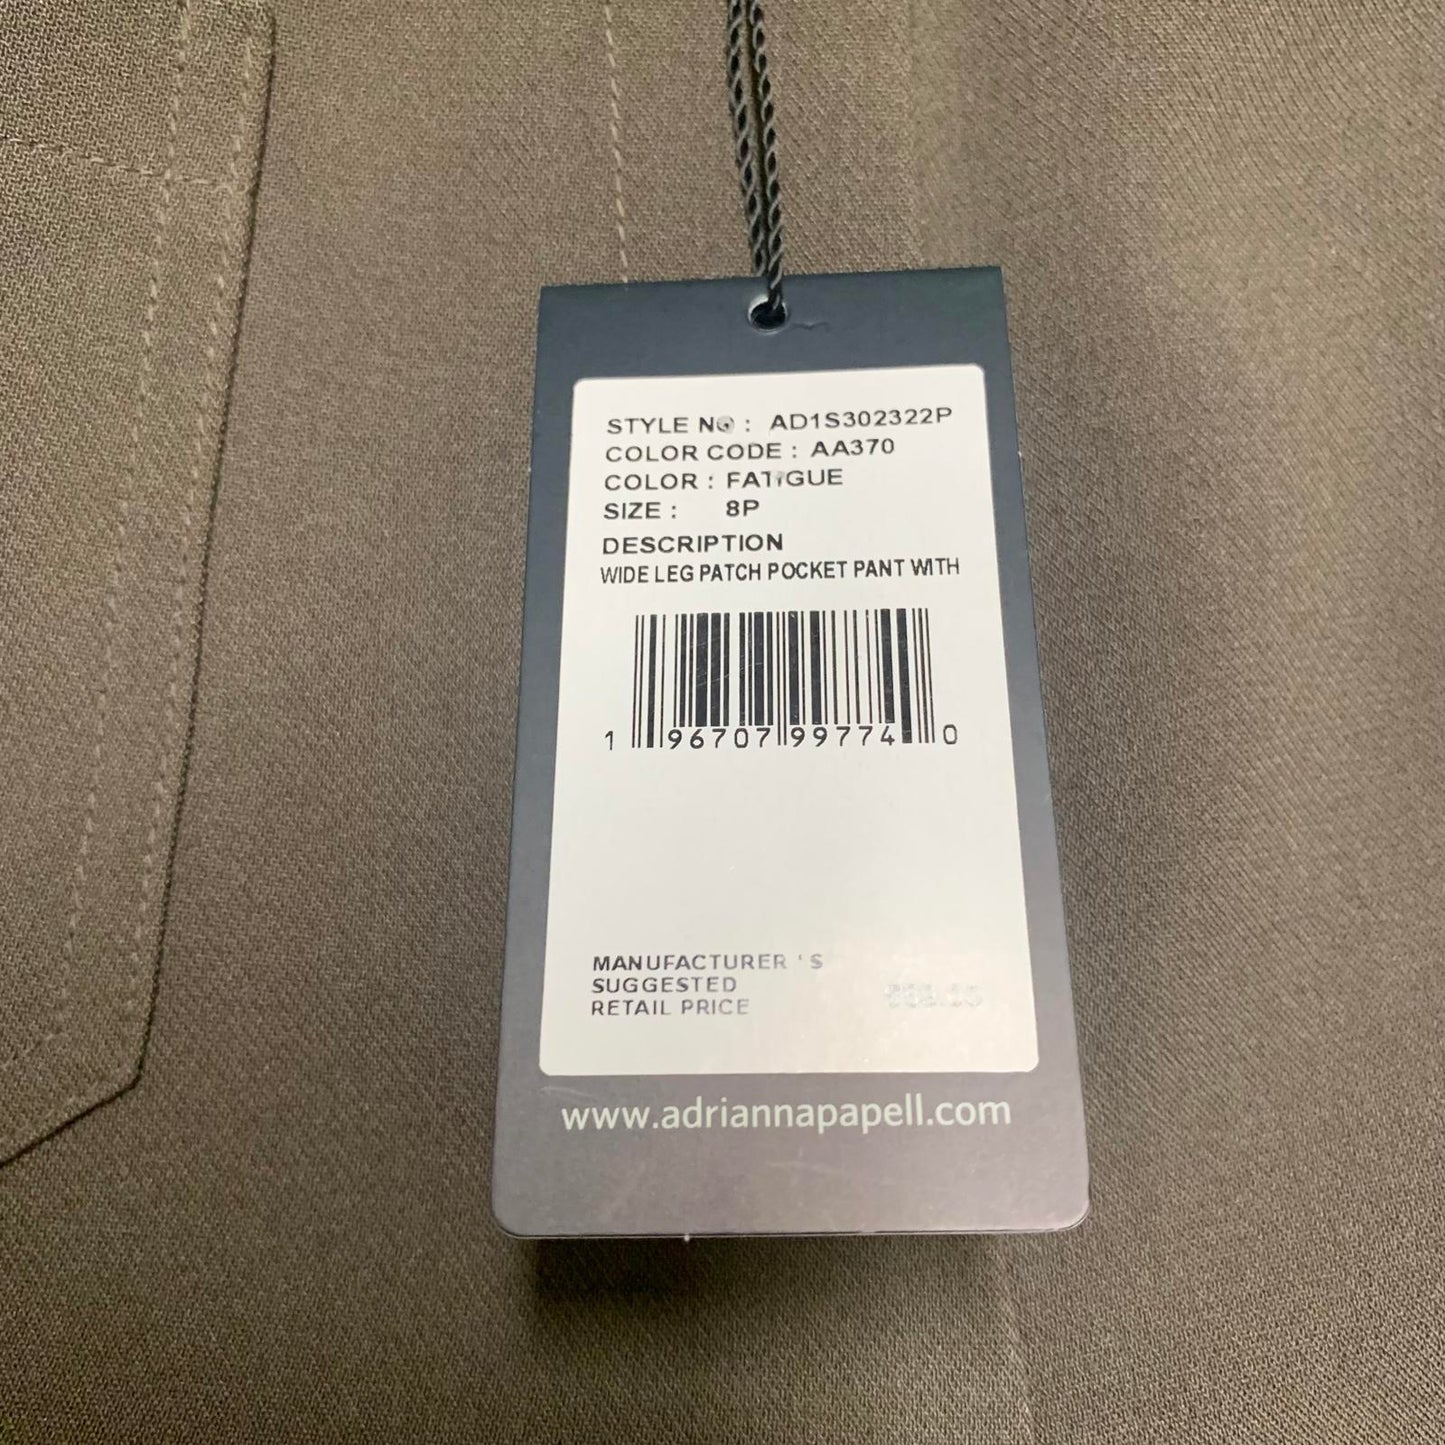 STYLE NO : AD1S302322P
COLOR CODE : AA370
COLOR : FATIGUE
SIZE : 8P
DESCRIPTION
WIDE LEG PATCH POCKET PANT WITH
1 96707 99774 0
MANUFACTURER 'S
SUGGESTED
RETAIL PRICE
www.adriannapapell.com